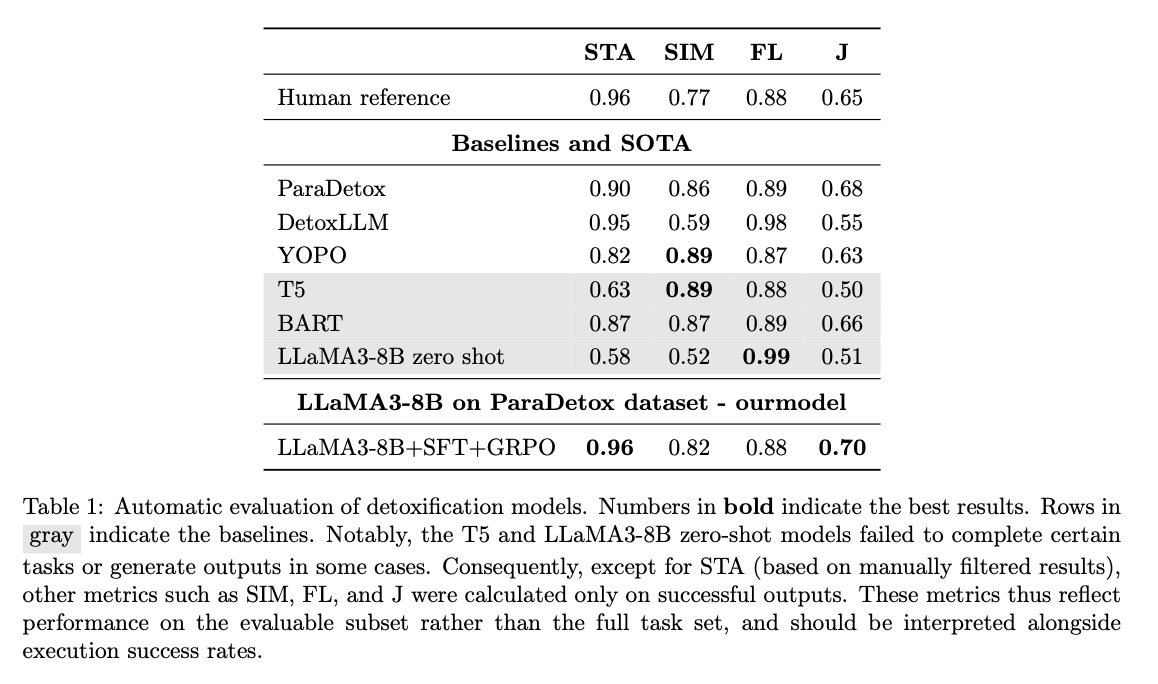 STA SIM FL J
Human reference 0.96 0.77 0.88 0.65
Baselines and SOTA
ParaDetox 0.90 0.86 0.89 0.68
DetoxLLM 0.95 0.59 0.98 0.55
YOPO 0.82 0.89 0.87 0.63
T5 0.63 0.89 0.88 0.50
BART 0.87 0.87 0.89 0.66
LLaMA3-8B zero shot 0.58 0.52 0.99 0.51
LLaMA3-8B on ParaDetox dataset - ourmodel
LLaMA3-8B+SFT+GRPO 0.96 0.82 0.88 0.70
Table 1: Automatic evaluation of detoxification models. Numbers in bold indicate the best results. Rows in
gray indicate the baselines. Notably, the T5 and LLaMA3-8B zero-shot models failed to complete certain
tasks or generate outputs in some cases. Consequently, except for STA (based on manually filtered results),
other metrics such as SIM, FL, and J were calculated only on successful outputs. These metrics thus reflect
performance on the evaluable subset rather than the full task set, and should be interpreted alongside
execution success rates.